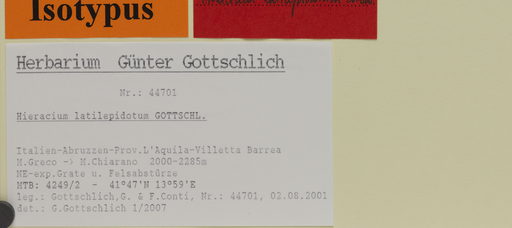 Isotypus
Herbarium Günter Gottschlich
Nr.: 44701
Hieracium latilepidotum GOTTSCHL.
Italien-Abruzzen-Prov.L'Aquila-Villetta Barrea
M.Greco -> M.Chiarano 2000-2285m
NE-exp.Grate u. Felsabstürze
MTB: 4249/2 - 41°47'N 13°59'E
leg.: Gottschlich,G. & F.Conti, Nr.: 44701, 02.08.2001
det.: G.Gottschlich 1/2007